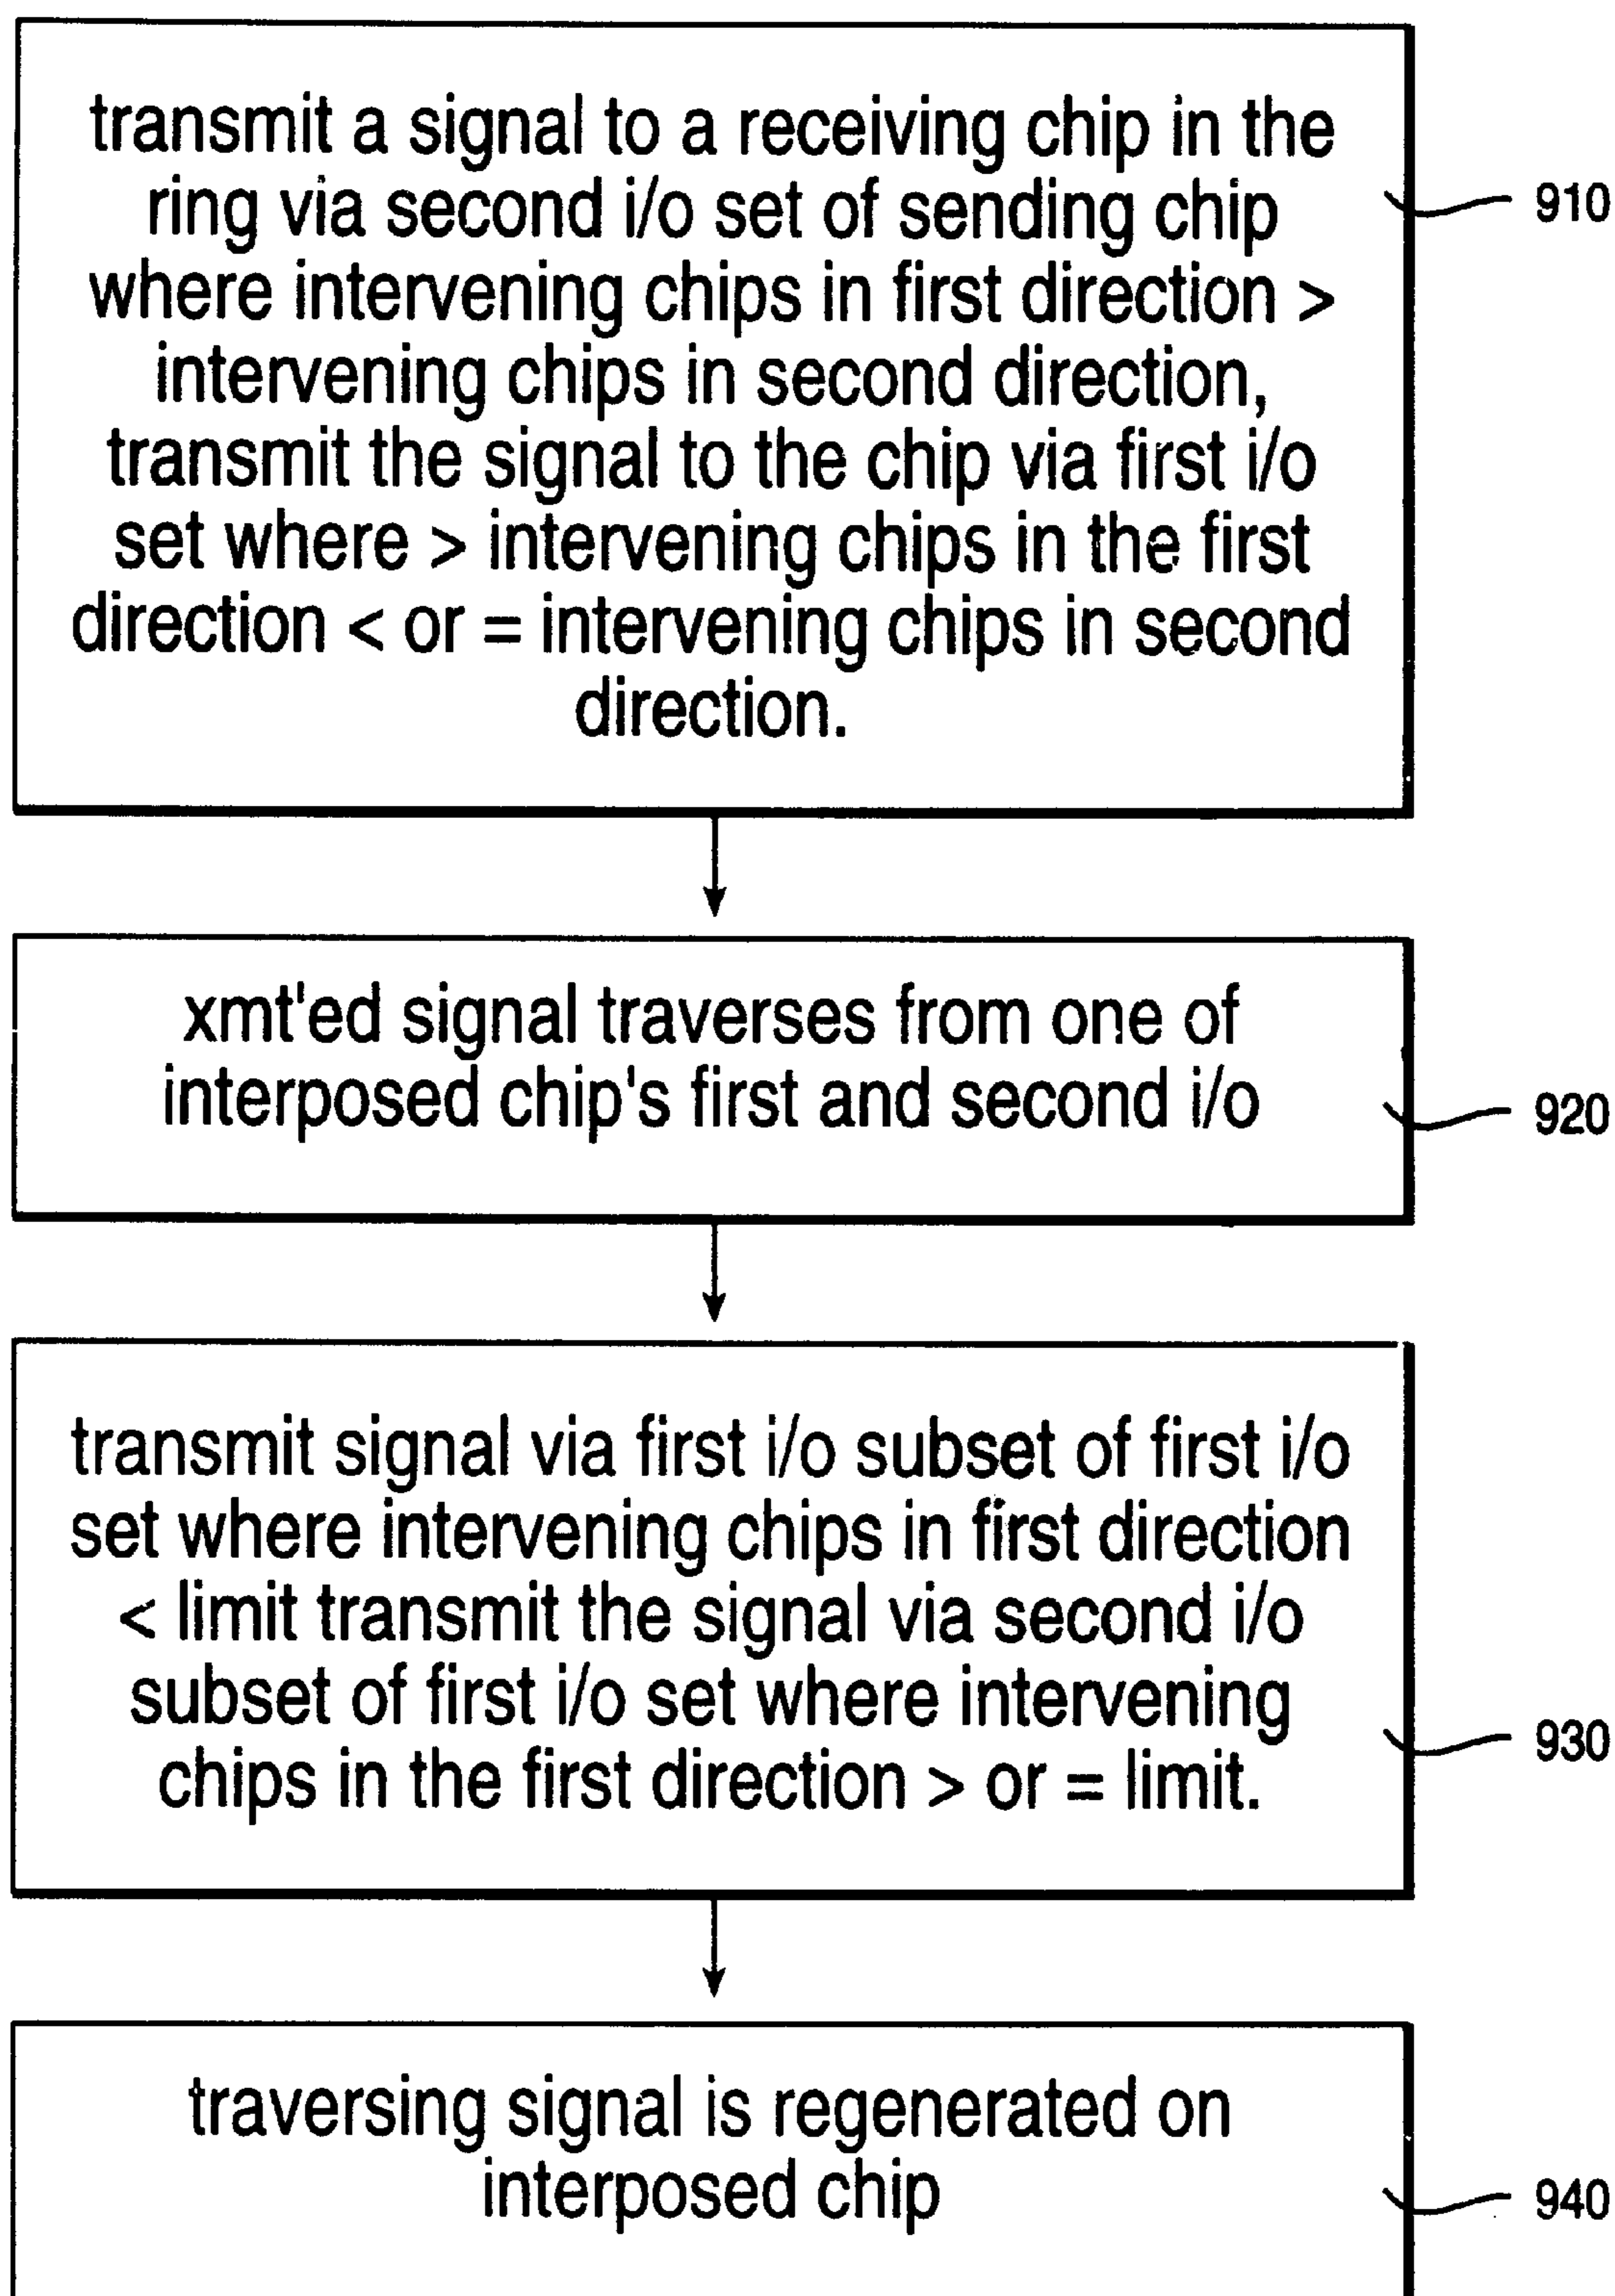 transmit a signal to a receiving chip in the
ring via second i/o set of sending chip
where intervening chips in first direction >
intervening chips in second direction,
transmit the signal to the chip via first i/o
set where > intervening chips in the first
direction < or = intervening chips in second
direction.
910
xmt'ed signal traverses from one of
interposed chip's first and second i/o
920
transmit signal via first i/o subset of first i/o
set where intervening chips in first direction
< limit transmit the signal via second i/o
subset of first i/o set where intervening
chips in the first direction > or = limit.
930
traversing signal is regenerated on
interposed chip
940